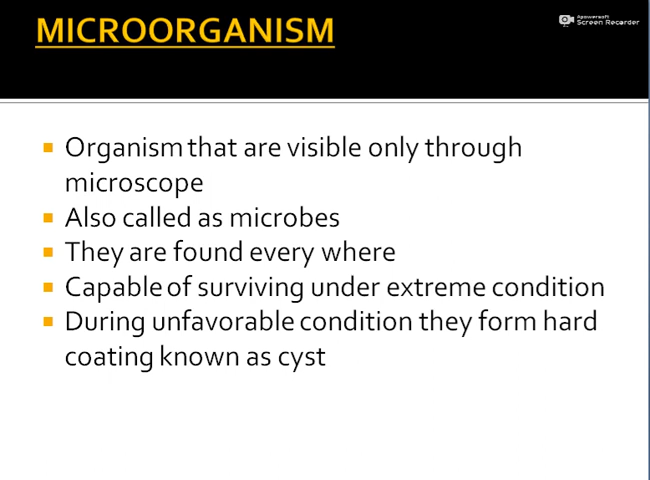 MICROORGANISM
Apowersoft
Screen Recorder
Organism that are visible only through
microscope
Also called as microbes
They are found every where
Capable of surviving under extreme condition
During unfavorable condition they form hard
coating known as cyst